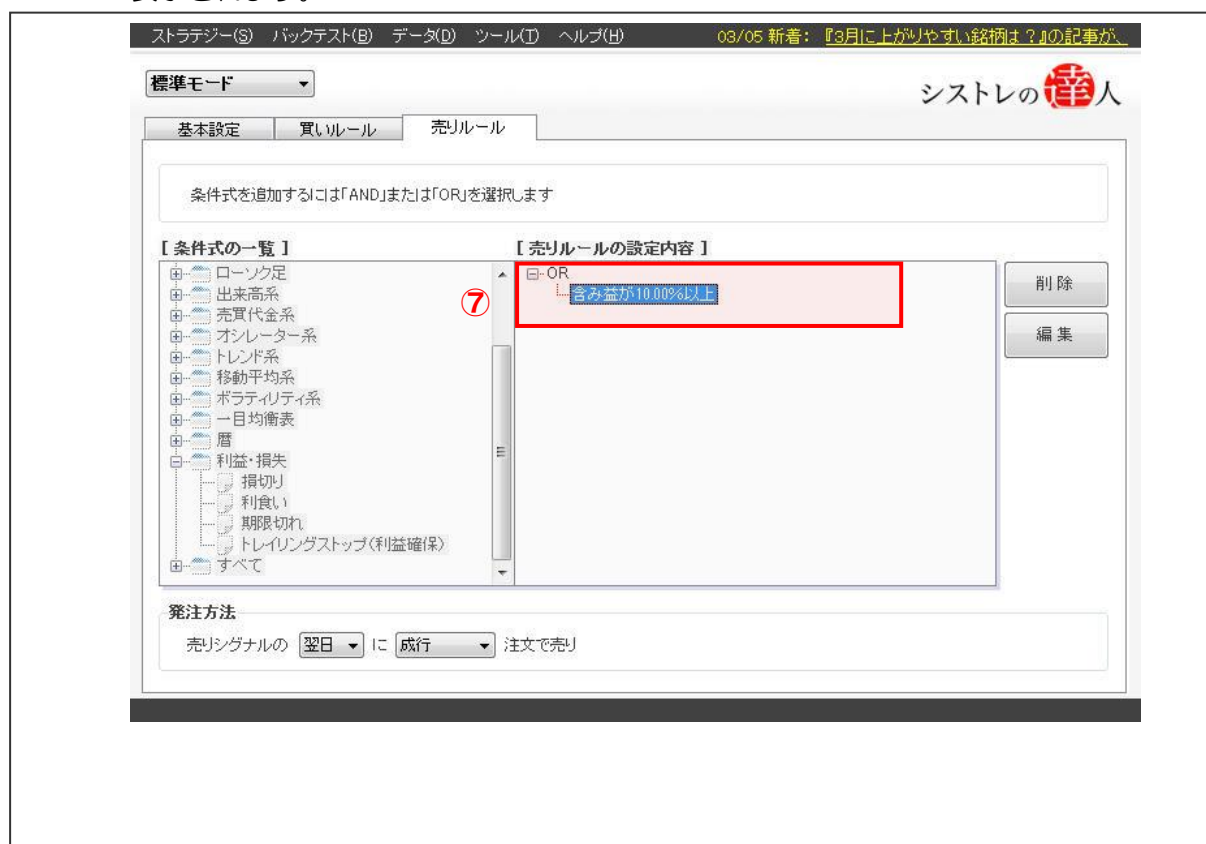 ストラテジー(S) バックテスト(B) データ(D) ツール(T) ヘルプ(H) 03/05 新着: 『3月に上がりやすい銘柄は?』の記事が、
標準モード
シストレの達人
基本設定 買いルール 売りルール
条件式を追加するには「AND」または「OR」を選択します
[ 条件式の一覧 ] [ 売りルールの設定内容 ]
ローソク足
出来高系
売買代金系
オシレーター系
トレンド系
移動平均系
ボラティリティ系
一目均衡表
暦
利益・損失
損切り
利食い
期限切れ
トレイリングストップ(利益確保)
すべて
⑦
OR
含み益が10.00%以上
削除
編集
発注方法
売りシグナルの 翌日 に 成行 注文で売り